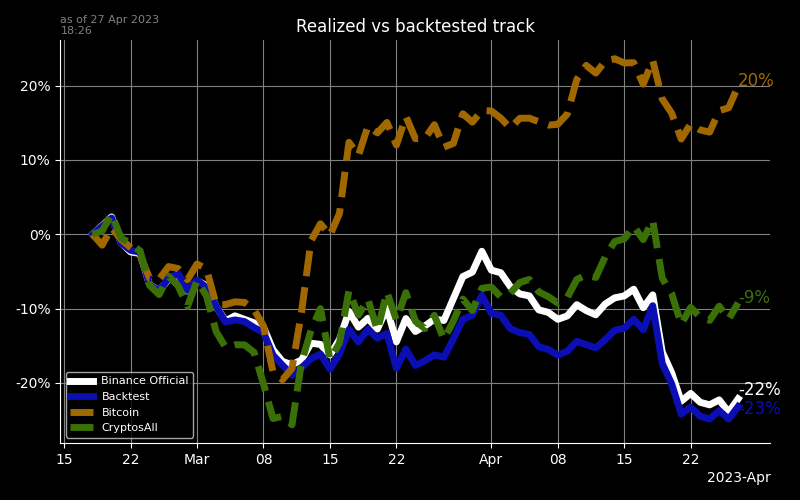 as of 27 Apr 2023
18:26
Realized vs backtested track
20%
10%
0%
-10%
-20%
20%
-9%
-22%
-23%
Binance Official
Backtest
Bitcoin
CryptosAll
15 22 Mar 08 15 22 Apr 08 15 22
2023-Apr